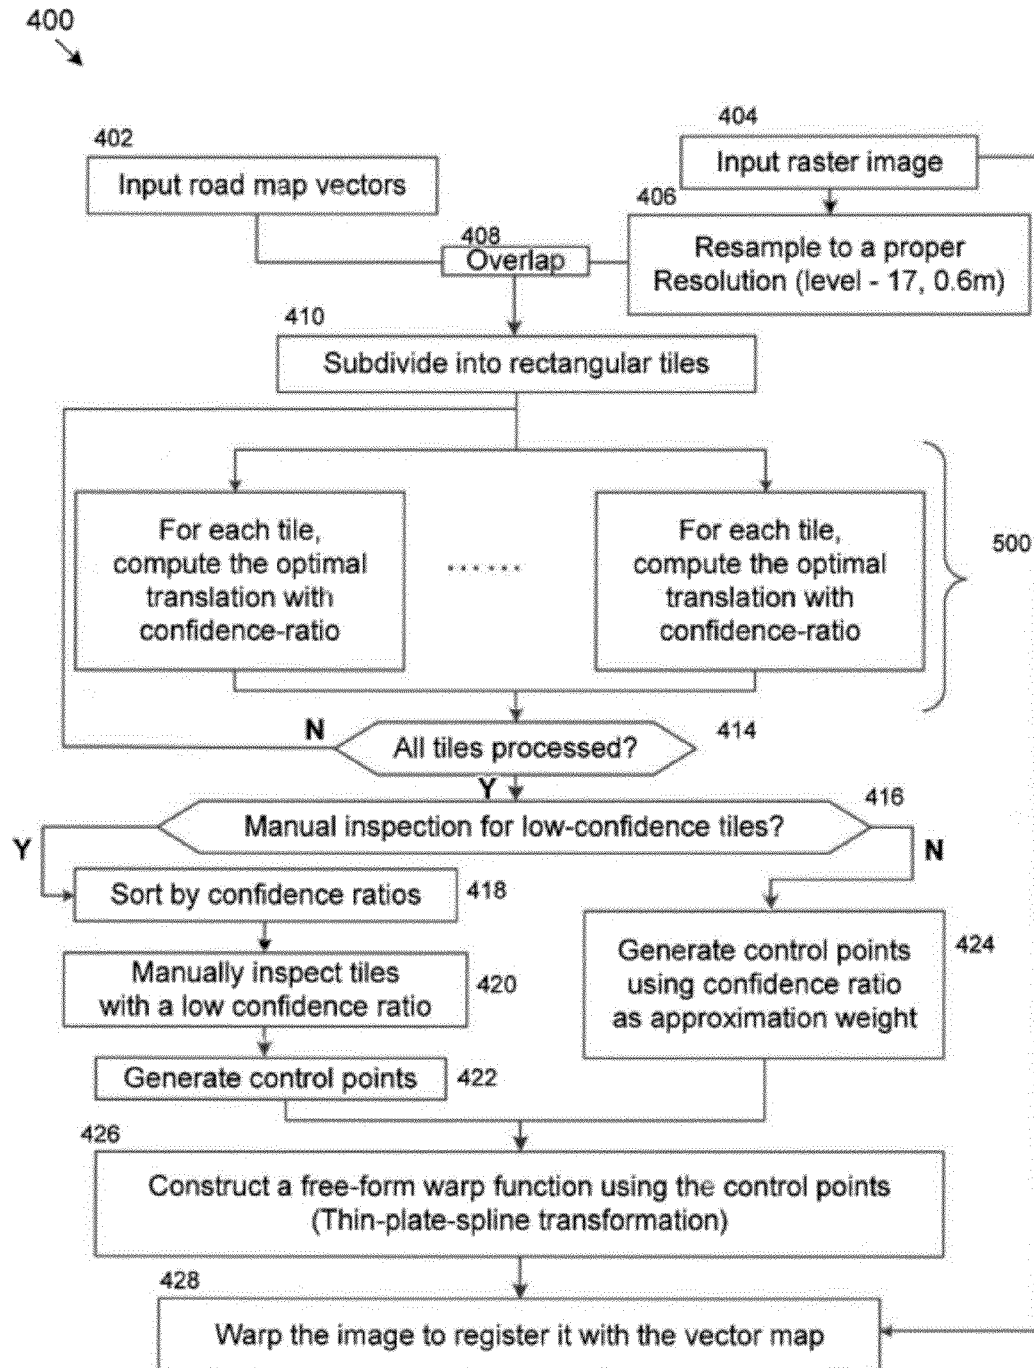 400
402
Input road map vectors
404
Input raster image
406
Resample to a proper
Resolution (level - 17, 0.6m)
408
Overlap
410
Subdivide into rectangular tiles
For each tile,
compute the optimal
translation with
confidence-ratio
......
For each tile,
compute the optimal
translation with
confidence-ratio
500
N
All tiles processed?
414
Y
Manual inspection for low-confidence tiles?
416
Y
N
Sort by confidence ratios
418
Manually inspect tiles
with a low confidence ratio
420
Generate control points
422
Generate control points
using confidence ratio
as approximation weight
424
426
Construct a free-form warp function using the control points
(Thin-plate-spline transformation)
428
Warp the image to register it with the vector map